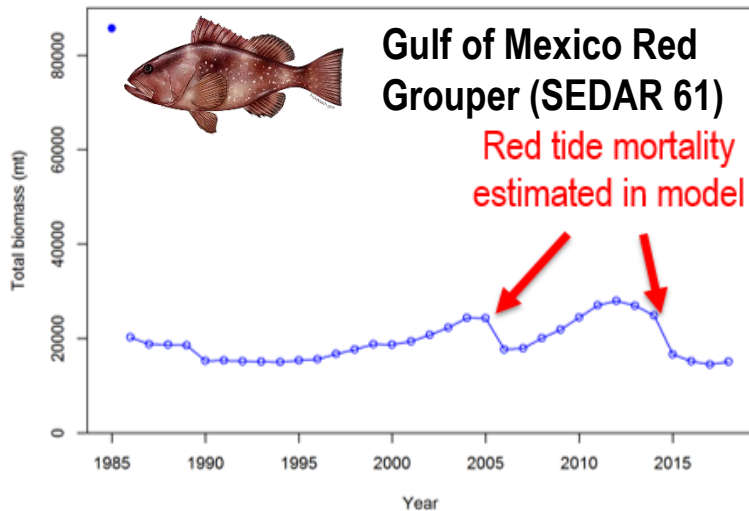 Gulf of Mexico Red
Grouper (SEDAR 61)
Red tide mortality
estimated in model
Total biomass (mt)
80000
60000
40000
20000
0
1985
1990
1995
2000
2005
2010
2015
Year